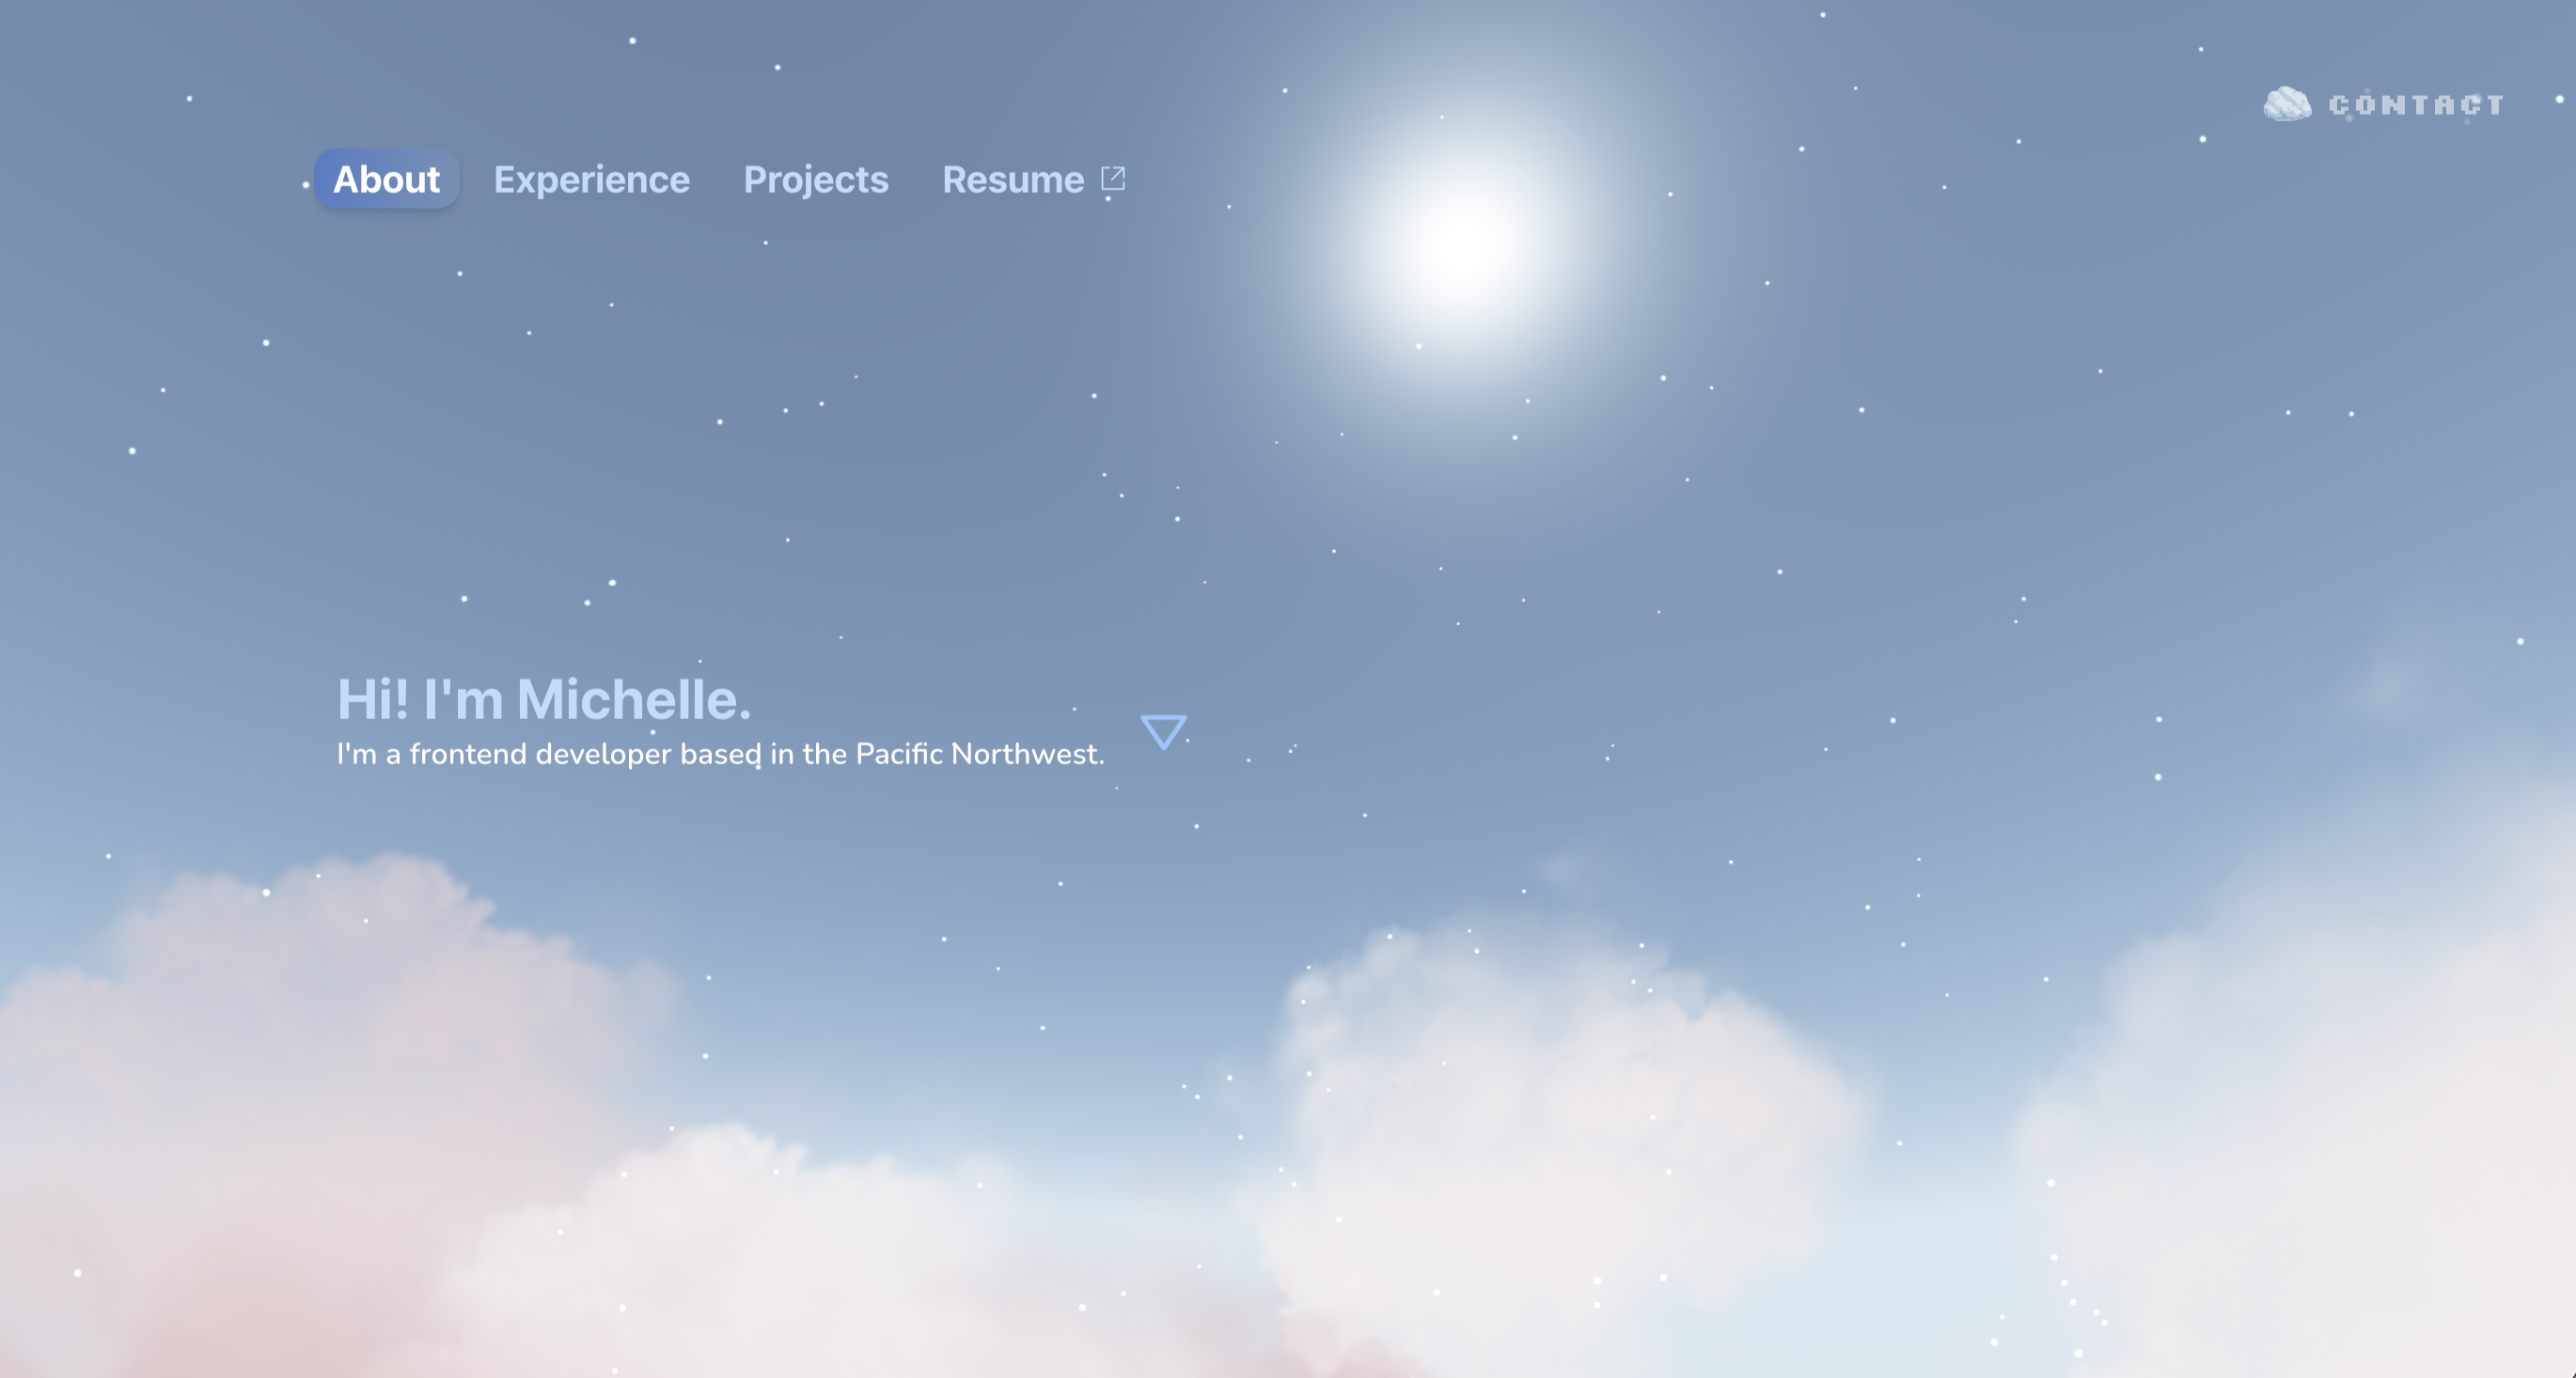 CONTACT
About Experience Projects Resume
Hi! I'm Michelle.
I'm a frontend developer based in the Pacific Northwest.